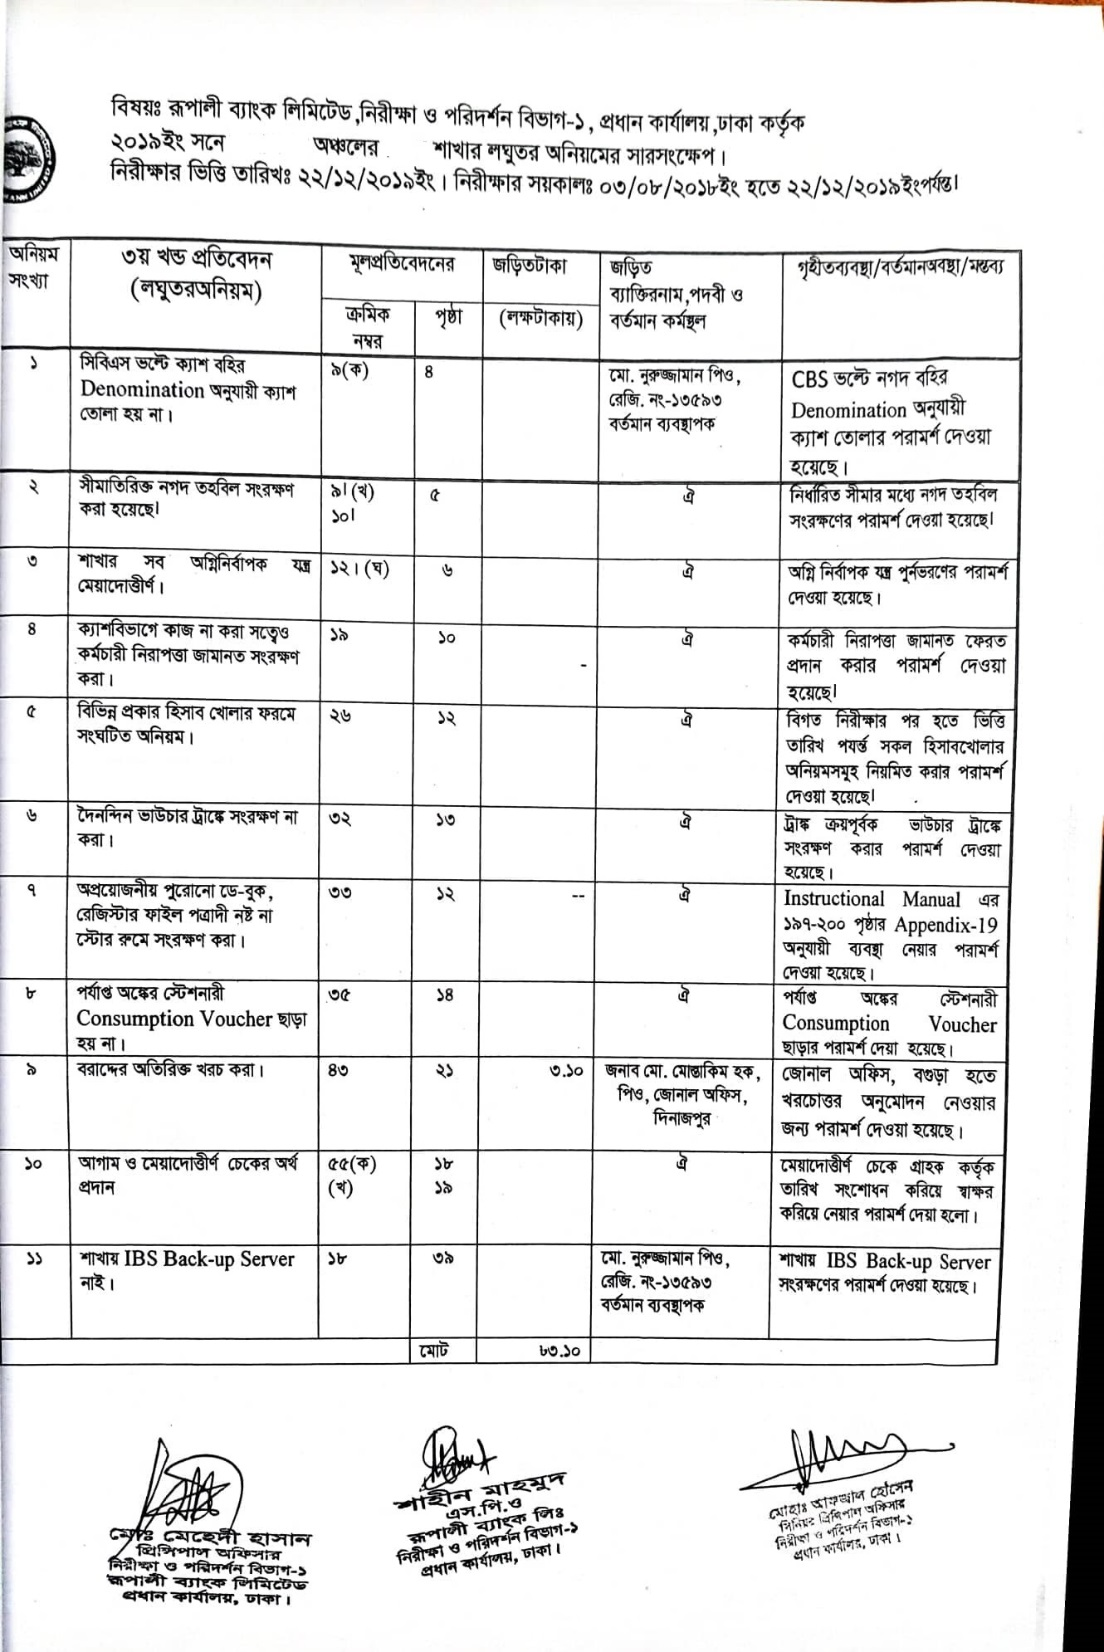 বিষয়ঃ রূপালী ব্যাংক লিমিটেড,নিরীক্ষা ও পরিদর্শন বিভাগ-১, প্রধান কার্যালয়,ঢাকা কর্তৃক
২০১৯ইং সনে অঞ্চলের শাখার লঘুতর অনিয়মের সারসংক্ষেপ।
নিরীক্ষার ভিত্তি তারিখঃ ২২/১২/২০১৯ইং। নিরীক্ষার সয়কালঃ ০৩/০৮/২০১৮ইং হতে ২২/১২/২০১৯ইংপর্যন্ত।
অনিয়ম সংখ্যা
৩য় খন্ড প্রতিবেদন
(লঘুতরঅনিয়ম)
মূলপ্রতিবেদনের
ক্রমিক নম্বর
পৃষ্ঠা
জড়িতটাকা
(লক্ষটাকায়)
জড়িত
ব্যাক্তিরনাম,পদবী ও
বর্তমান কর্মস্থল
গৃহীতব্যবস্থা/বর্তমানঅবস্থা/মন্তব্য
১
সিবিএস ভল্টে ক্যাশ বহির
Denomination অনুযায়ী ক্যাশ
তোলা হয় না।
৯(ক)
৪
মো. নুরুজ্জামান পিও,
রেজি. নং-১৩৫৯৩
বর্তমান ব্যবস্থাপক
CBS ভল্টে নগদ বহির
Denomination অনুযায়ী
ক্যাশ তোলার পরামর্শ দেওয়া
হয়েছে।
২
সীমাতিরিক্ত নগদ তহবিল সংরক্ষণ
করা হয়েছে।
৯।(খ)
১০।
৫
ঐ
নির্ধারিত সীমার মধ্যে নগদ তহবিল
সংরক্ষণের পরামর্শ দেওয়া হয়েছে।
৩
শাখার সব অগ্নিনির্বাপক যন্ত্র
মেয়াদোত্তীর্ণ।
১২।(ঘ)
৬
ঐ
অগ্নি নির্বাপক যন্ত্র পুর্নভরণের পরামর্শ
দেওয়া হয়েছে।
৪
ক্যাশবিভাগে কাজ না করা সত্ত্বেও
কর্মচারী নিরাপত্তা জামানত সংরক্ষণ
করা।
১৯
১০
-
ঐ
কর্মচারী নিরাপত্তা জামানত ফেরত
প্রদান করার পরামর্শ দেওয়া
হয়েছে।
৫
বিভিন্ন প্রকার হিসাব খোলার ফরমে
সংঘটিত অনিয়ম।
২৬
১২
ঐ
বিগত নিরীক্ষার পর হতে ভিত্তি
তারিখ পযর্ন্ত সকল হিসাবখোলার
অনিয়মসমূহ নিয়মিত করার পরামর্শ
দেওয়া হয়েছে।
৬
দৈনন্দিন ভাউচার ট্রাঙ্কে সংরক্ষণ না
করা।
৩২
১৩
ঐ
ট্রাঙ্ক ক্রয়পূর্বক ভাউচার ট্রাঙ্কে
সংরক্ষণ করার পরামর্শ দেওয়া
হয়েছে।
৭
অপ্রয়োজনীয় পুরোনো ডে-বুক,
রেজিস্টার ফাইল পত্রাদী নষ্ট না
স্টোর রুমে সংরক্ষণ করা।
৩৩
১২
--
ঐ
Instructional Manual এর
১৯৭-২০০ পৃষ্ঠার Appendix-19
অনুযায়ী ব্যবস্থা নেয়ার পরামর্শ
দেওয়া হয়েছে।
৮
পর্যাপ্ত অঙ্কের স্টেশনারী
Consumption Voucher ছাড়া
হয় না।
৩৫
১৪
ঐ
পর্যাপ্ত অঙ্কের স্টেশনারী
Consumption Voucher
ছাড়ার পরামর্শ দেয়া হয়েছে।
৯
বরাদ্দের অতিরিক্ত খরচ করা।
৪৩
২১
৩.১০
জনাব মো. মোস্তাকিম হক,
পিও, জোনাল অফিস,
দিনাজপুর
জোনাল অফিস, বগুড়া হতে
খরচোত্তর অনুমোদন নেওয়ার
জন্য পরামর্শ দেওয়া হয়েছে।
১০
আগাম ও মেয়াদোত্তীর্ণ চেকের অর্থ
প্রদান
৫৫(ক)
(খ)
১৮
১৯
ঐ
মেয়াদোত্তীর্ণ চেকে গ্রাহক কর্তৃক
তারিখ সংশোধন করিয়ে স্বাক্ষর
করিয়ে নেয়ার পরামর্শ দেয়া হলো।
১১
শাখায় IBS Back-up Server
নাই।
১৮
৩৯
মো. নুরুজ্জামান পিও,
রেজি. নং-১৩৫৯৩
বর্তমান ব্যবস্থাপক
শাখায় IBS Back-up Server
সংরক্ষণের পরামর্শ দেওয়া হয়েছে।
মোট
৮৩.১০
মোঃ মেহেদী হাসান
প্রিন্সিপাল অফিসার
নিরীক্ষা ও পরিদর্শন বিভাগ-১
রূপালী ব্যাংক লিমিটেড
প্রধান কার্যালয়, ঢাকা।
শাহীন মাহমুদ
এস.পি.ও
রূপালী ব্যাংক লিঃ
নিরীক্ষা ও পরিদর্শন বিভাগ-১
প্রধান কার্যালয়, ঢাকা।
মোহাঃ আফজাল হোসেন
সিনিয়র প্রিন্সিপাল অফিসার
নিরীক্ষা ও পরিদর্শন বিভাগ-১
প্রধান কার্যালয়, ঢাকা।